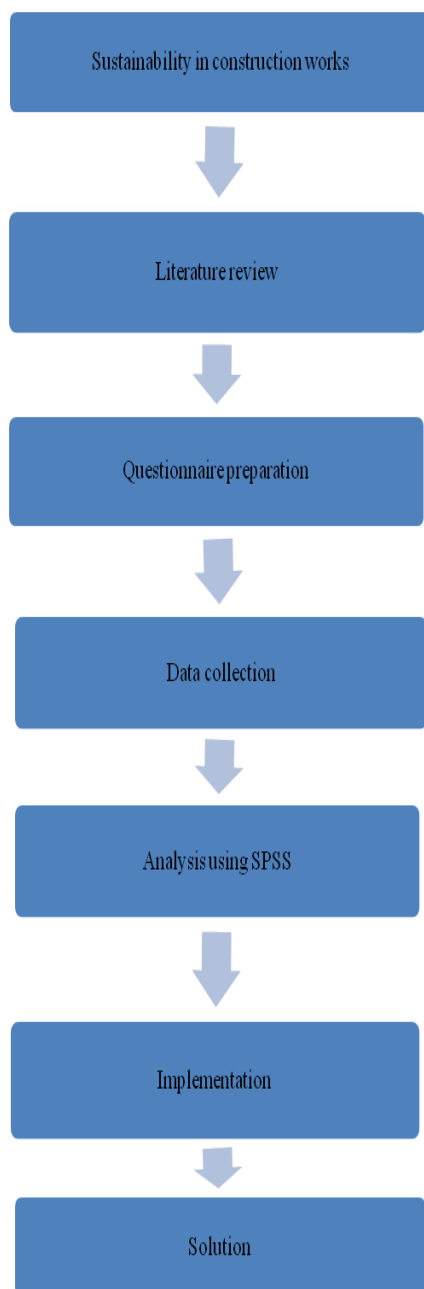 Sustainability in construction works
Literature review
Questionnaire preparation
Data collection
Analysis using SPSS
Implementation
Solution